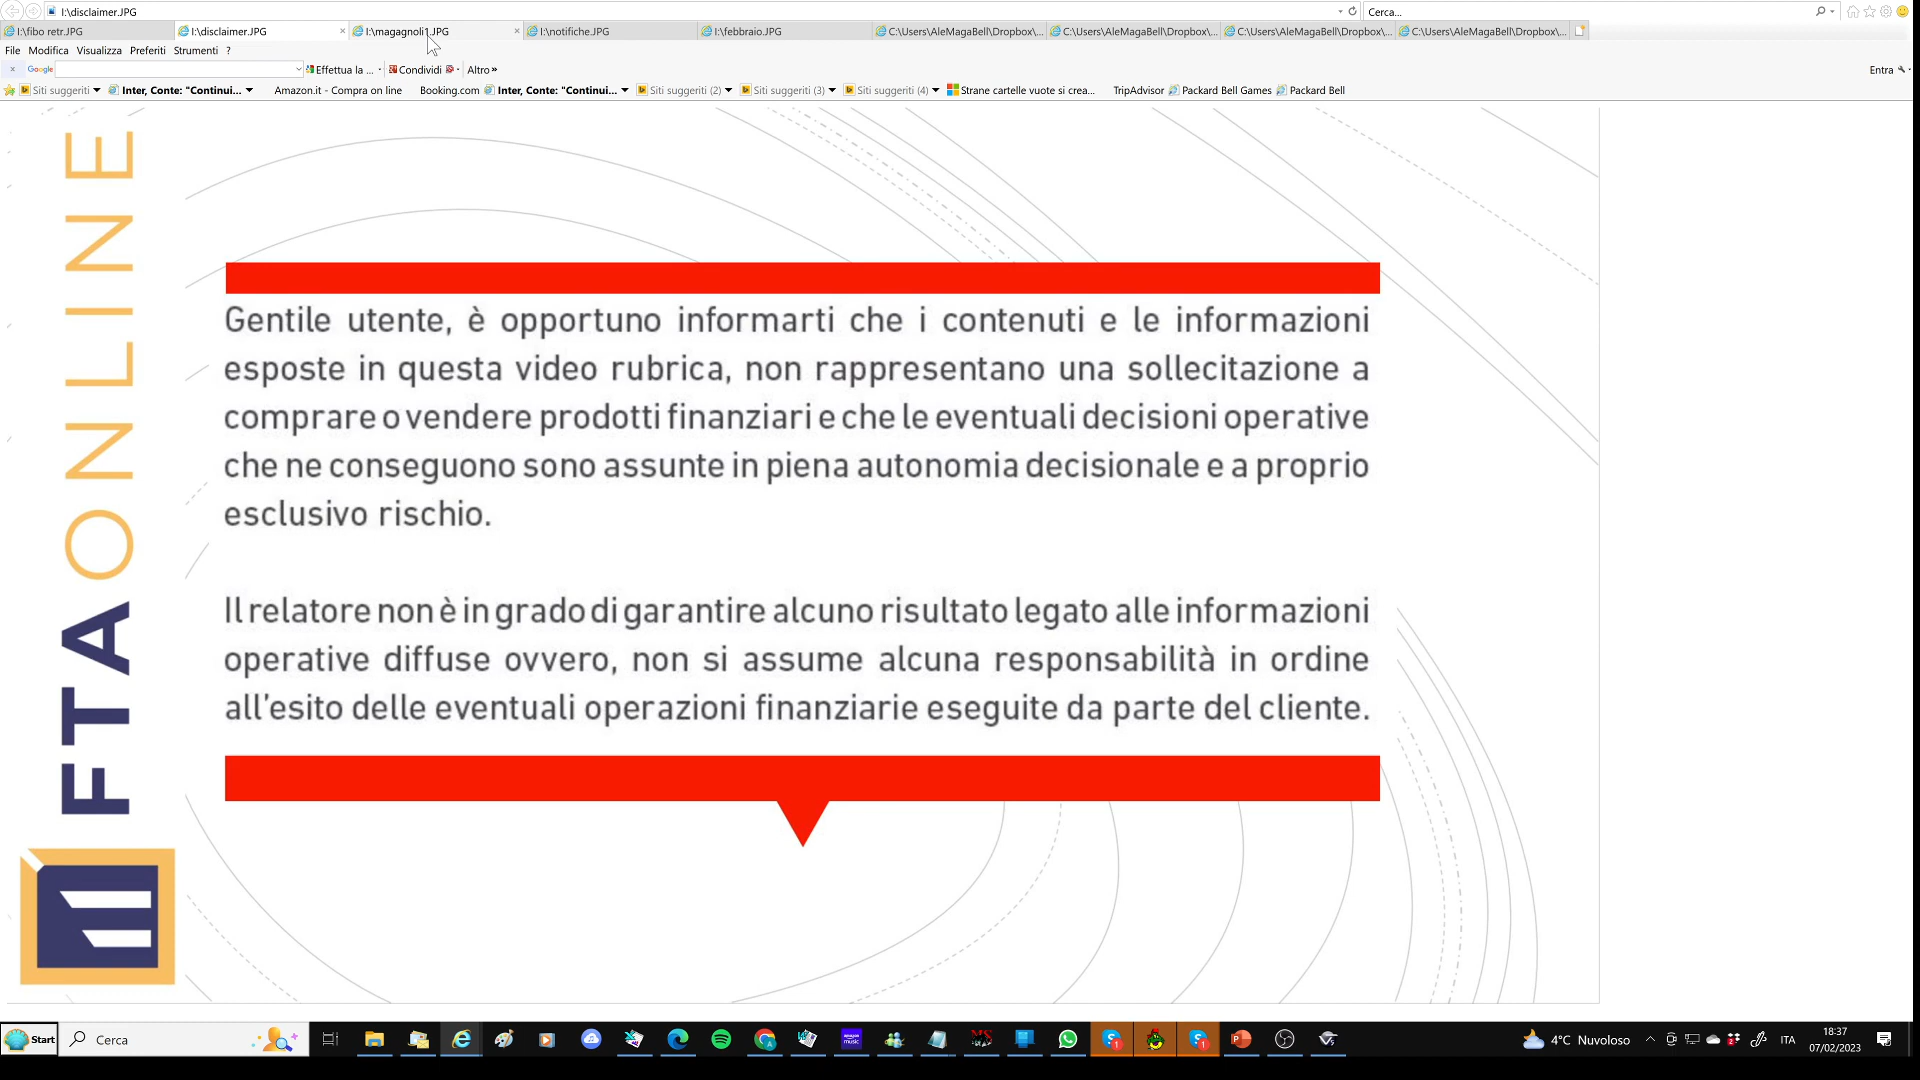 I:\disclaimer.JPG
Cerca...
I:\fibo retr.JPG
I:\disclaimer.JPG
I:\magagnoli1.JPG
I:\notifiche.JPG
I:\febbraio.JPG
C:\Users\AleMagaBell\Dropbox\...
C:\Users\AleMagaBell\Dropbox\...
C:\Users\AleMagaBell\Dropbox\...
C:\Users\AleMagaBell\Dropbox\...
File Modifica Visualizza Preferiti Strumenti ?
x Google Effettua la ... Condividi Altro » Entra
Siti suggeriti Inter, Conte: "Continui... Amazon.it - Compra on line Booking.com Inter, Conte: "Continui... Siti suggeriti (2) Siti suggeriti (3) Siti suggeriti (4) Strane cartelle vuote si crea... TripAdvisor Packard Bell Games Packard Bell
FTAONLINE
Gentile utente, è opportuno informarti che i contenuti e le informazioni
esposte in questa video rubrica, non rappresentano una sollecitazione a
comprare o vendere prodotti finanziari e che le eventuali decisioni operative
che ne conseguono sono assunte in piena autonomia decisionale e a proprio
esclusivo rischio.
Il relatore non è in grado di garantire alcuno risultato legato alle informazioni
operative diffuse ovvero, non si assume alcuna responsabilità in ordine
all'esito delle eventuali operazioni finanziarie eseguite da parte del cliente.
Start
Cerca
4°C Nuvoloso
ITA
18:37
07/02/2023